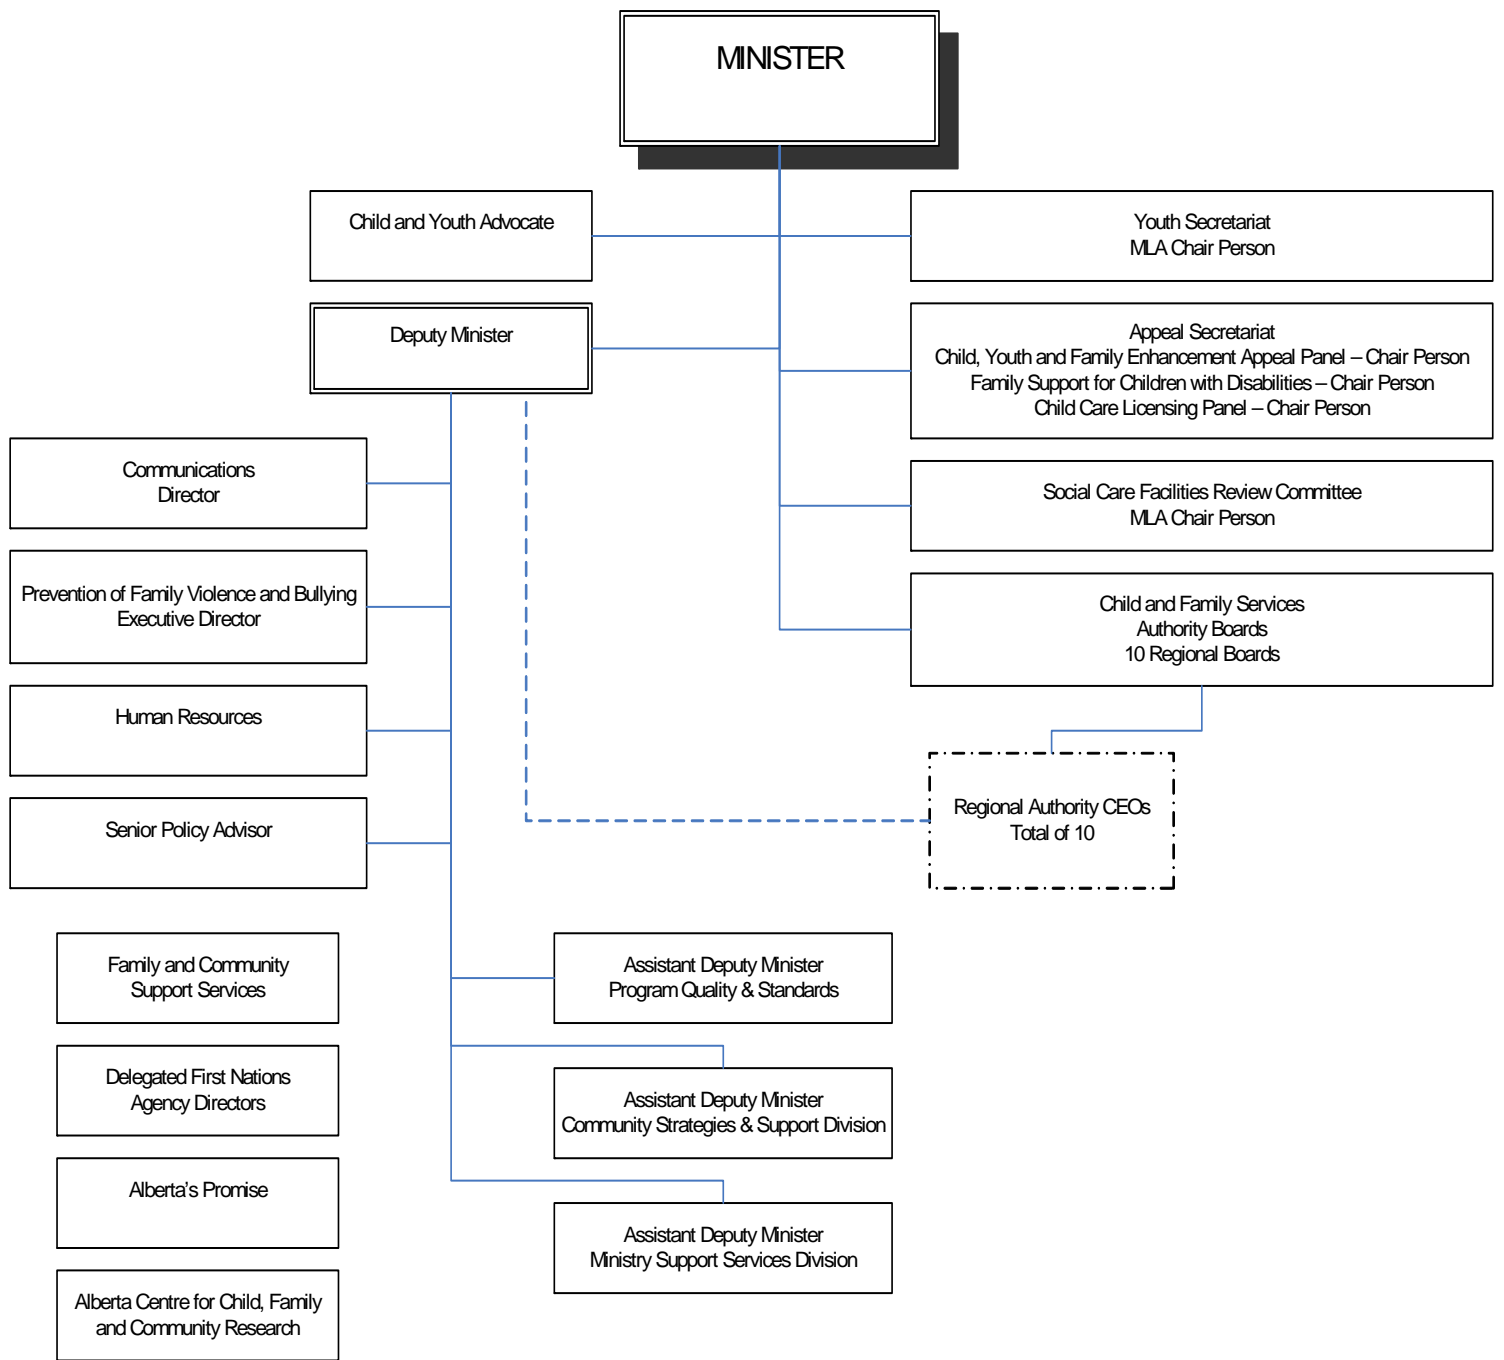 MINISTER
Child and Youth Advocate
Youth Secretariat
MLA Chair Person
Deputy Minister
Appeal Secretariat
Child, Youth and Family Enhancement Appeal Panel – Chair Person
Family Support for Children with Disabilities – Chair Person
Child Care Licensing Panel – Chair Person
Communications
Director
Social Care Facilities Review Committee
MLA Chair Person
Prevention of Family Violence and Bullying
Executive Director
Child and Family Services
Authority Boards
10 Regional Boards
Human Resources
Regional Authority CEOs
Total of 10
Senior Policy Advisor
Family and Community
Support Services
Assistant Deputy Minister
Program Quality & Standards
Delegated First Nations
Agency Directors
Assistant Deputy Minister
Community Strategies & Support Division
Alberta's Promise
Assistant Deputy Minister
Ministry Support Services Division
Alberta Centre for Child, Family
and Community Research